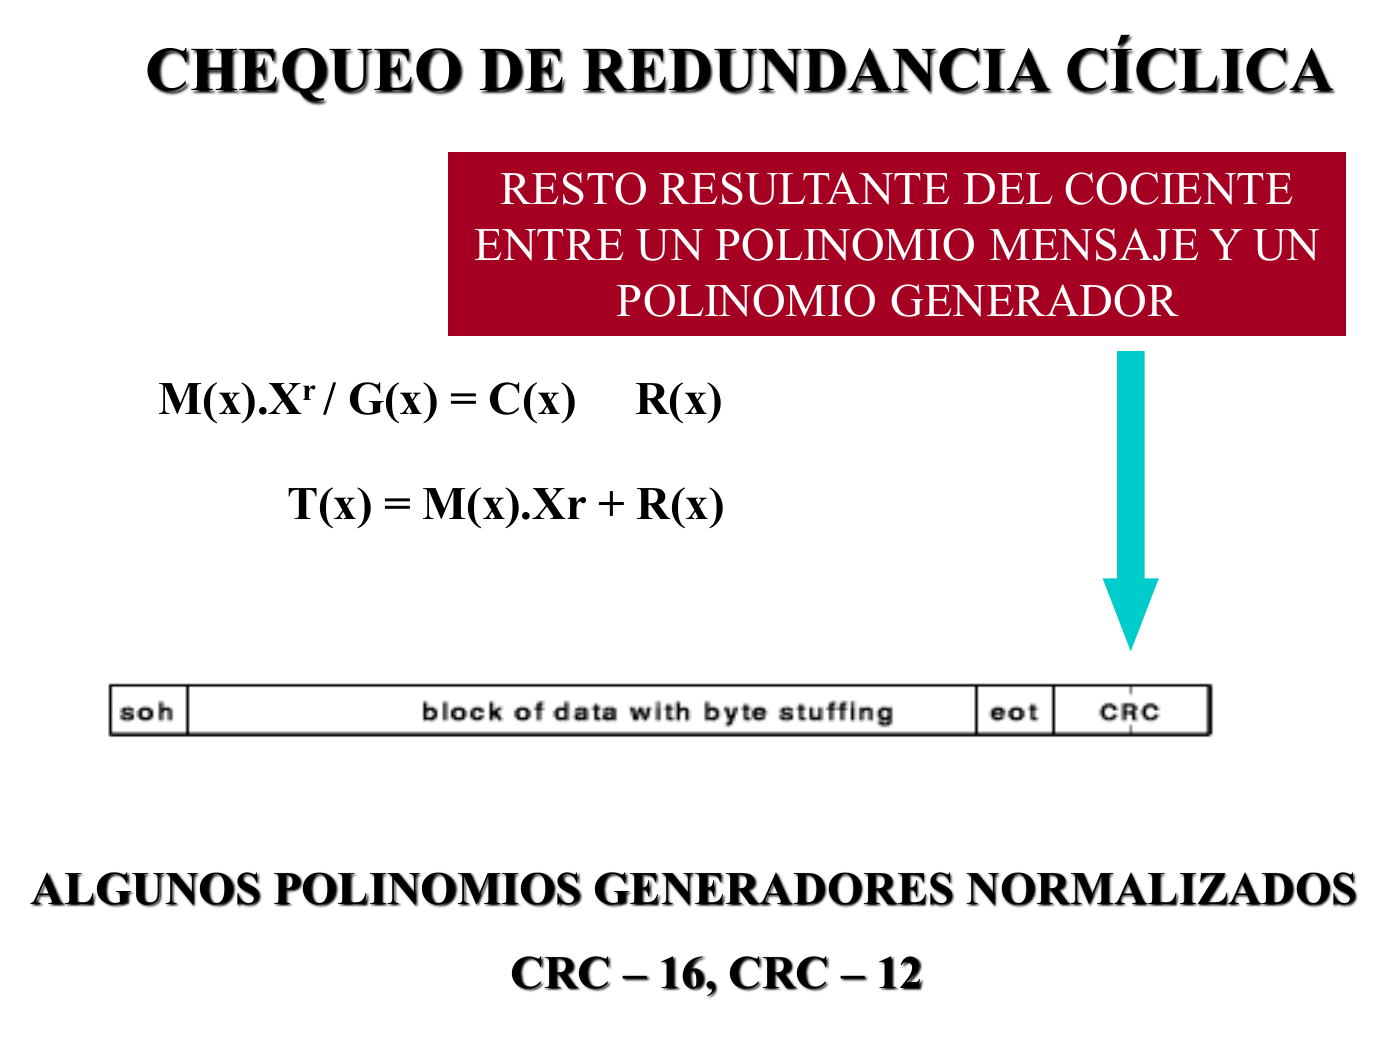 CHEQUEO DE REDUNDANCIA CÍCLICA
RESTO RESULTANTE DEL COCIENTE
ENTRE UN POLINOMIO MENSAJE Y UN
POLINOMIO GENERADOR
M(x).Xʳ / G(x) = C(x) R(x)
T(x) = M(x).Xr + R(x)
soh block of data with byte stuffing eot CRC
ALGUNOS POLINOMIOS GENERADORES NORMALIZADOS
CRC – 16, CRC – 12